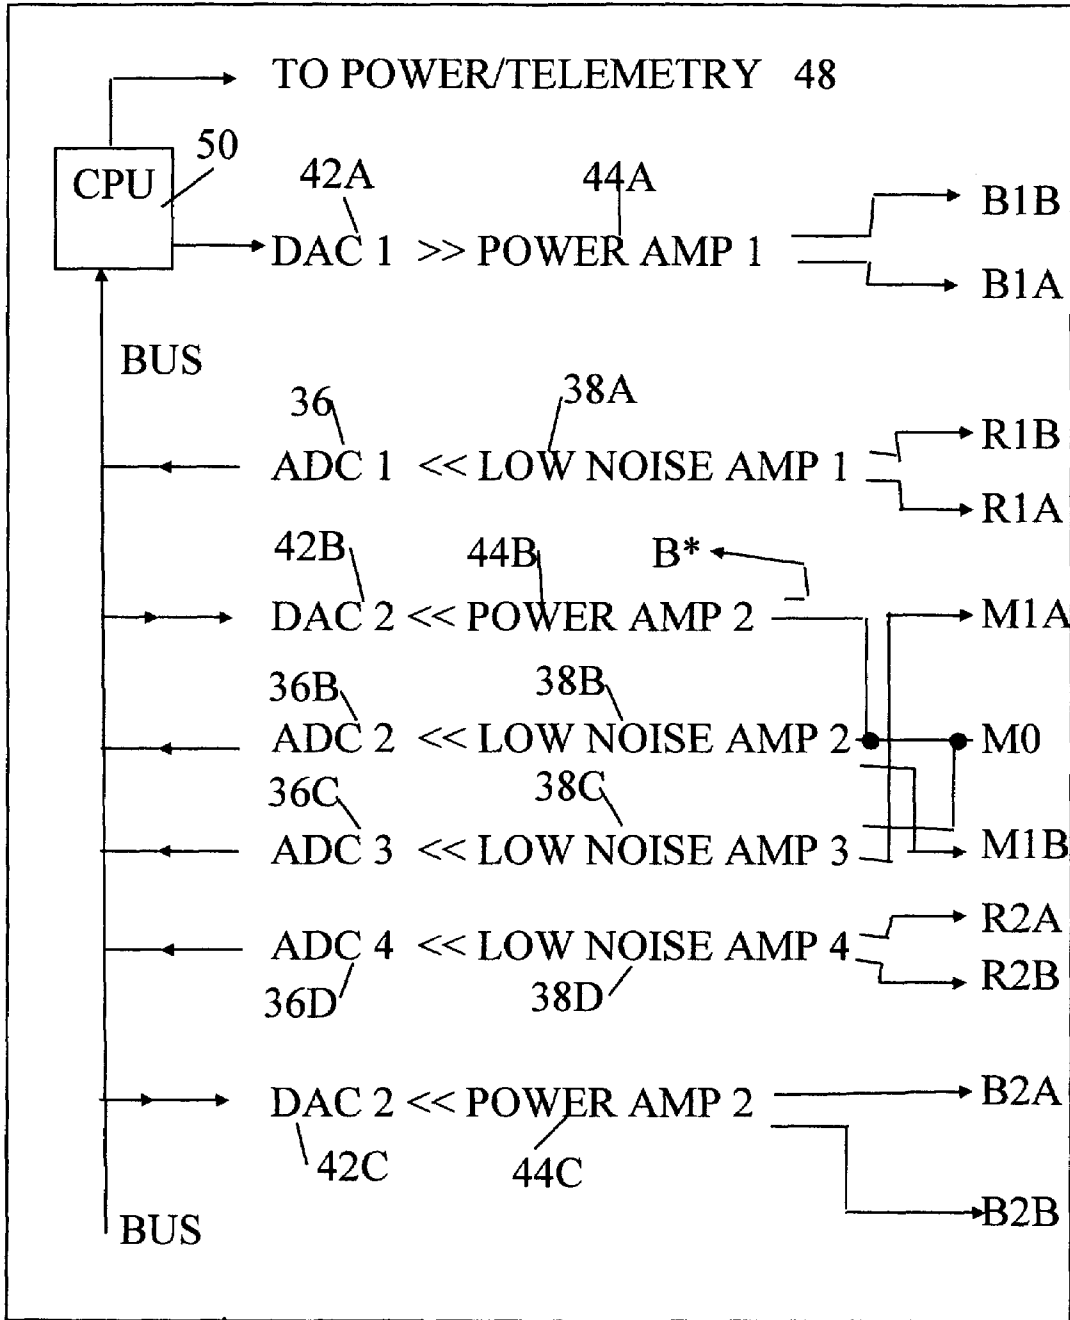 TO POWER/TELEMETRY 48
50
CPU
42A
44A
B1B
DAC 1 >> POWER AMP 1
B1A
BUS
36
38A
R1B
ADC 1 << LOW NOISE AMP 1
R1A
42B
44B
B*
DAC 2 << POWER AMP 2
M1A
36B
38B
ADC 2 << LOW NOISE AMP 2
M0
36C
38C
ADC 3 << LOW NOISE AMP 3
M1B
R2A
ADC 4 << LOW NOISE AMP 4
R2B
36D
38D
DAC 2 << POWER AMP 2
B2A
42C
44C
B2B
BUS